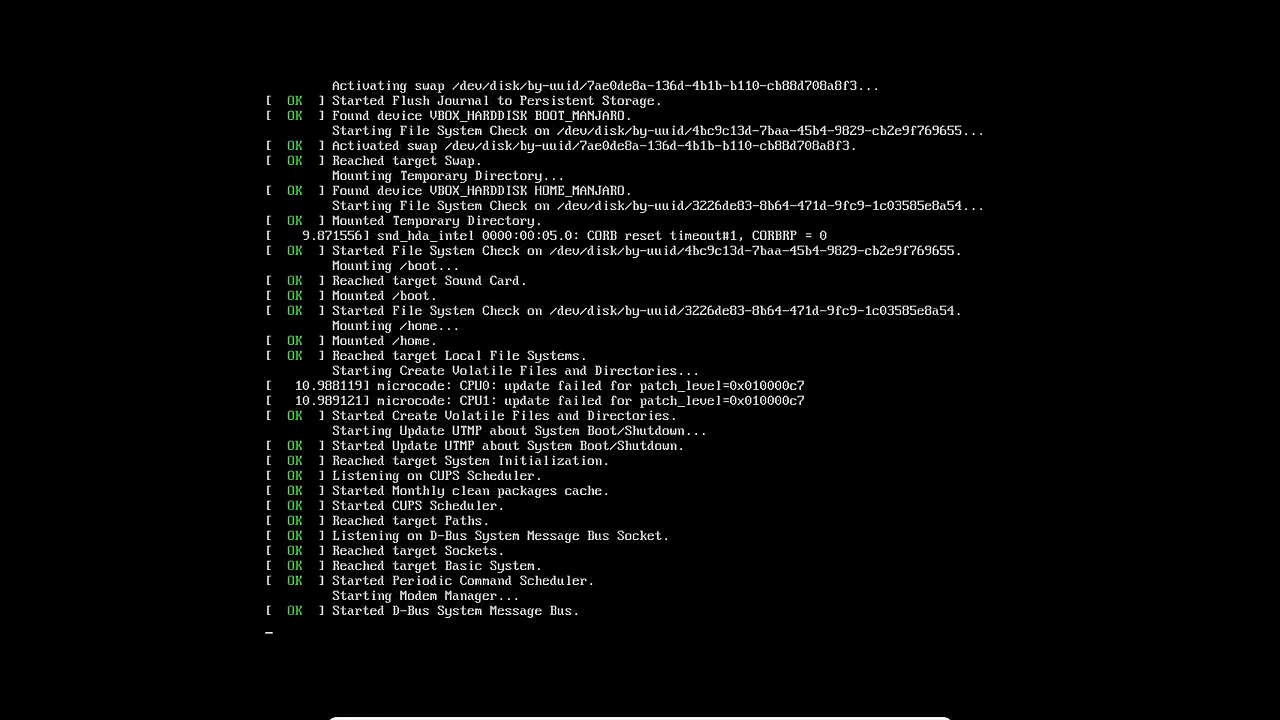 Activating swap /dev/disk/by-uuid/7ae0de8a-136d-4b1b-b110-cb88d708a8f3...
[  OK  ] Started Flush Journal to Persistent Storage.
[  OK  ] Found device VBOX_HARDDISK BOOT_MANJARO.
Starting File System Check on /dev/disk/by-uuid/4bc9c13d-7baa-45b4-9829-cb2e9f769655...
[  OK  ] Activated swap /dev/disk/by-uuid/7ae0de8a-136d-4b1b-b110-cb88d708a8f3.
[  OK  ] Reached target Swap.
Mounting Temporary Directory...
[  OK  ] Found device VBOX_HARDDISK HOME_MANJARO.
Starting File System Check on /dev/disk/by-uuid/3226de83-8b64-471d-9fc9-1c03585e8a54...
[  OK  ] Mounted Temporary Directory.
[    9.871556] snd_hda_intel 0000:00:05.0: CORB reset timeout#1, CORBRP = 0
[  OK  ] Started File System Check on /dev/disk/by-uuid/4bc9c13d-7baa-45b4-9829-cb2e9f769655.
Mounting /boot...
[  OK  ] Reached target Sound Card.
[  OK  ] Mounted /boot.
[  OK  ] Started File System Check on /dev/disk/by-uuid/3226de83-8b64-471d-9fc9-1c03585e8a54.
Mounting /home...
[  OK  ] Mounted /home.
[  OK  ] Reached target Local File Systems.
Starting Create Volatile Files and Directories...
[   10.988119] microcode: CPU0: update failed for patch_level=0x010000c7
[   10.989121] microcode: CPU1: update failed for patch_level=0x010000c7
[  OK  ] Started Create Volatile Files and Directories.
Starting Update UTMP about System Boot/Shutdown...
[  OK  ] Started Update UTMP about System Boot/Shutdown.
[  OK  ] Reached target System Initialization.
[  OK  ] Listening on CUPS Scheduler.
[  OK  ] Started Monthly clean packages cache.
[  OK  ] Started CUPS Scheduler.
[  OK  ] Reached target Paths.
[  OK  ] Listening on D-Bus System Message Bus Socket.
[  OK  ] Reached target Sockets.
[  OK  ] Reached target Basic System.
[  OK  ] Started Periodic Command Scheduler.
Starting Modem Manager...
[  OK  ] Started D-Bus System Message Bus.